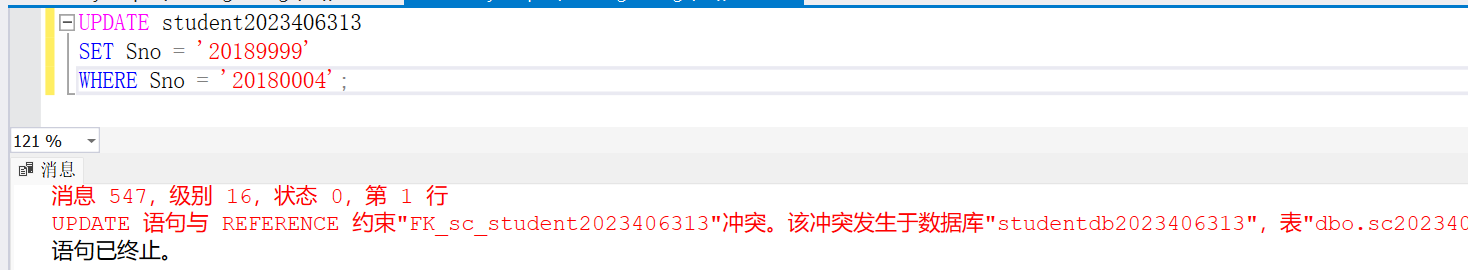 UPDATE student2023406313
SET Sno = '20189999'
WHERE Sno = '20180004';
121 %
消息
消息 547，级别 16，状态 0，第 1 行
UPDATE 语句与 REFERENCE 约束"FK_sc_student2023406313"冲突。该冲突发生于数据库"studentdb2023406313"，表"dbo.sc202340
语句已终止。